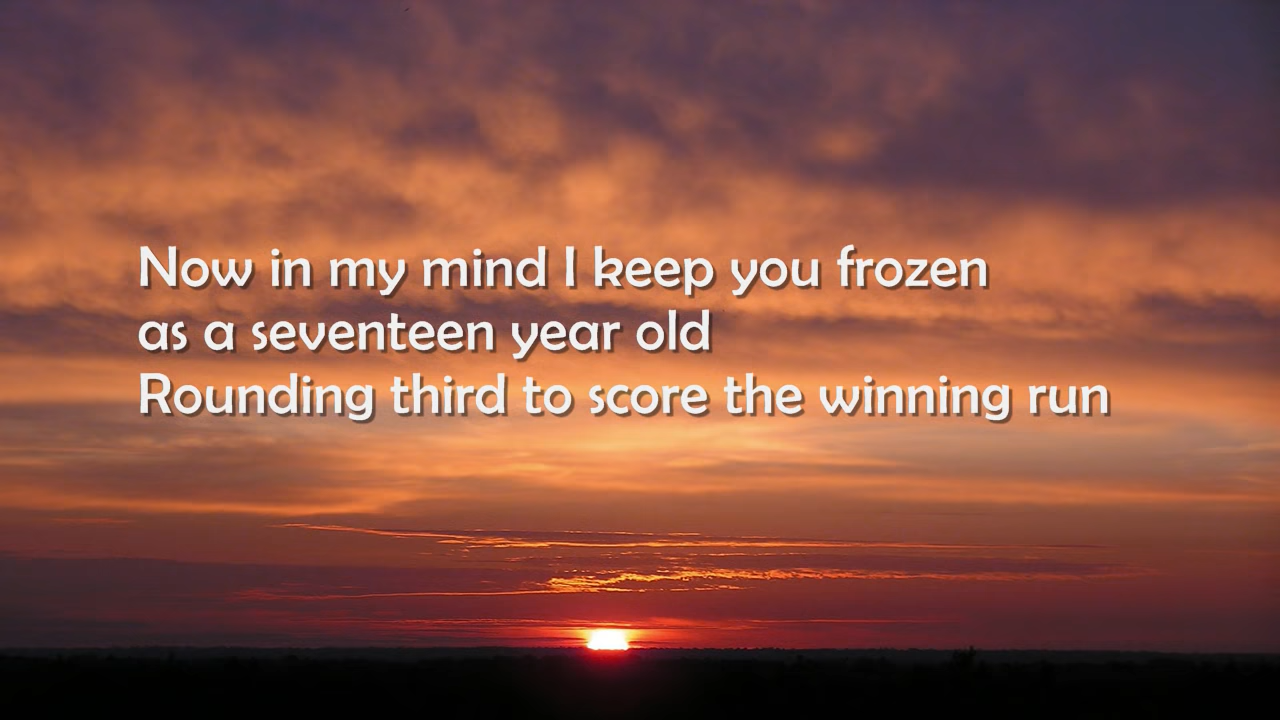 Now in my mind I keep you frozen
as a seventeen year old
Rounding third to score the winning run